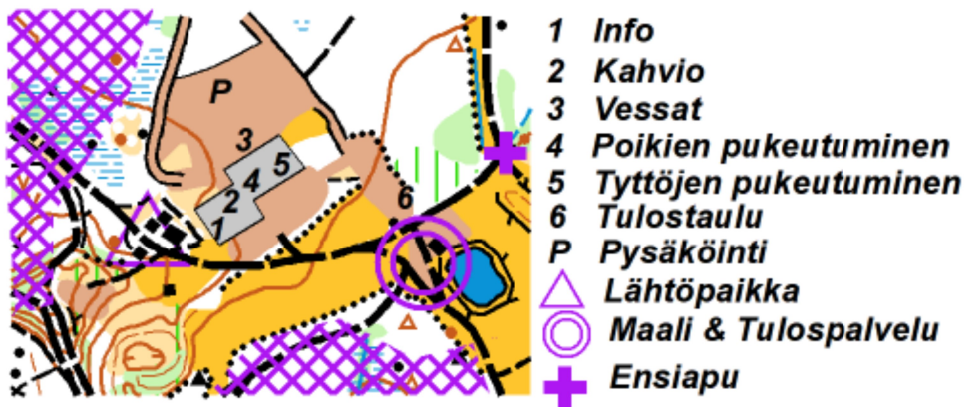 P
3
5
4
2
1
6
1 Info
2 Kahvio
3 Vessat
4 Poikien pukeutuminen
5 Tyttöjen pukeutuminen
6 Tulostaulu
P Pysäköinti
Lähtöpaikka
Maali & Tulospalvelu
Ensiapu